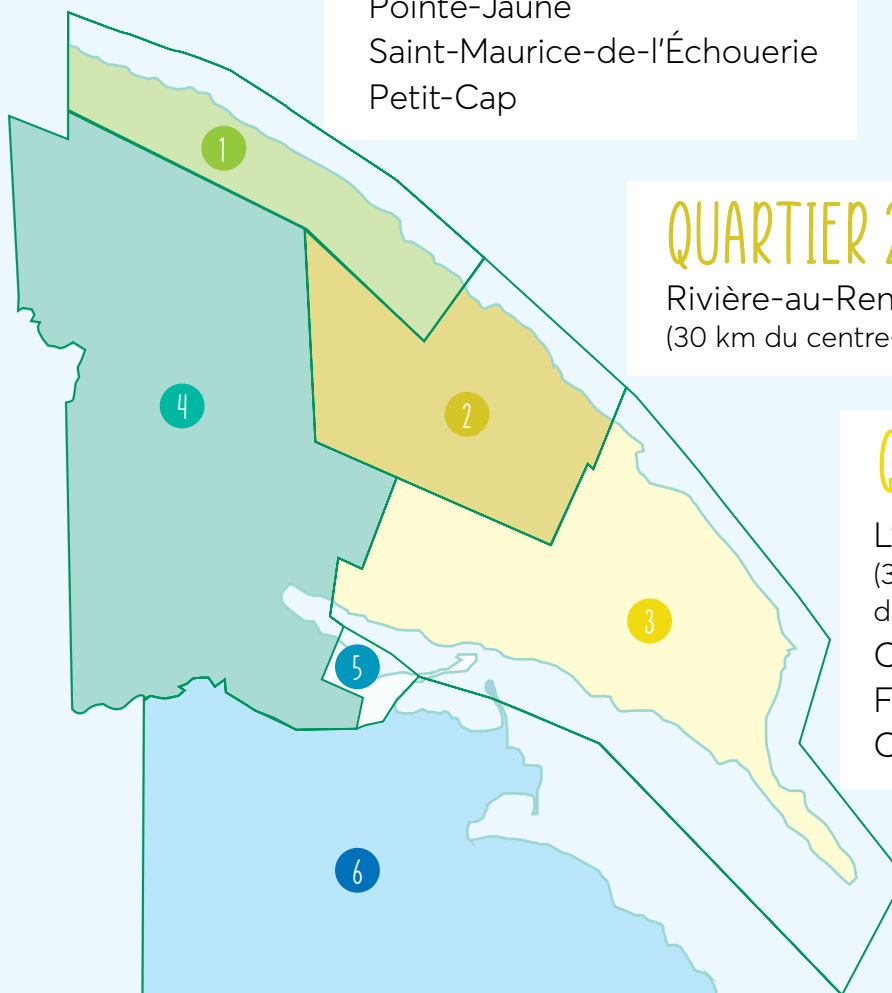 Pointe-Jaune
Saint-Maurice-de-l'Échouerie
Petit-Cap
1
QUARTIER 2
Rivière-au-Ren
(30 km du centre-
4
2
3
5
6